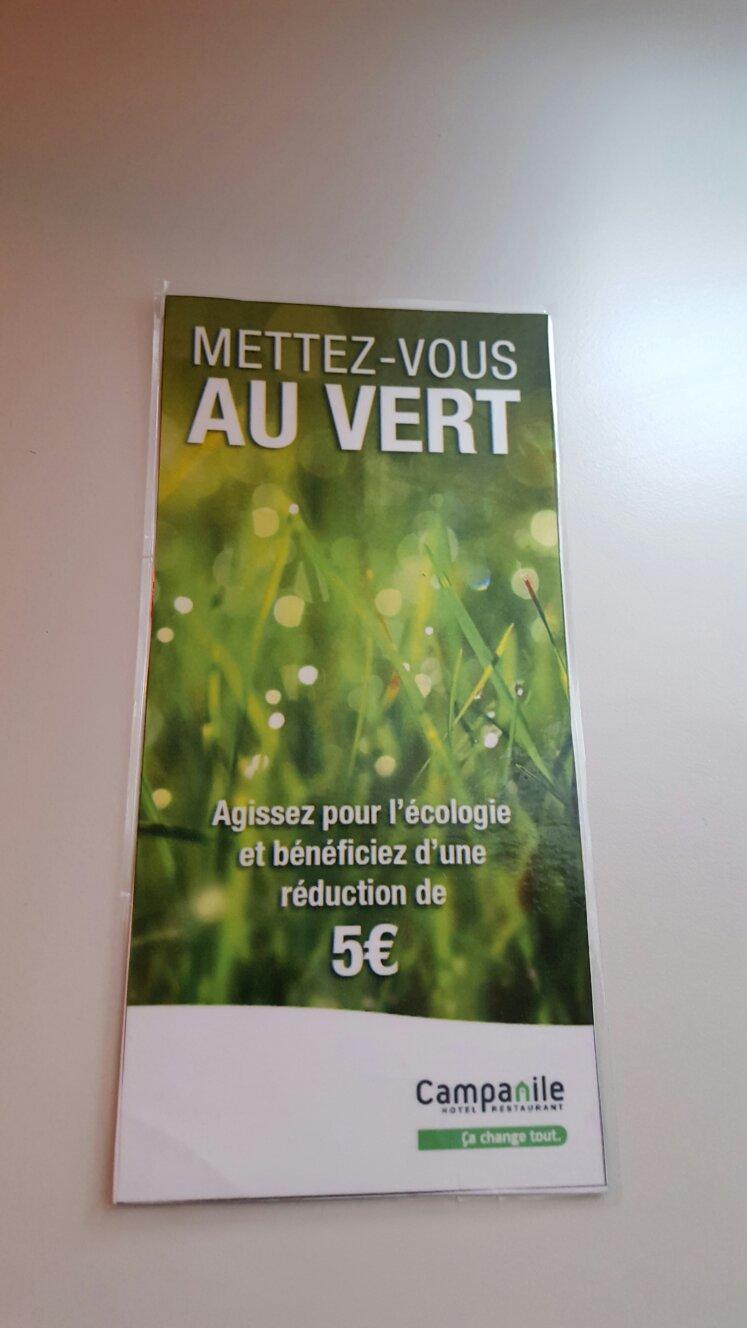 METTEZ-VOUS
AU VERT
Agissez pour l'écologie
et bénéficiez d'une
réduction de
5€
Campanile
HOTEL RESTAURANT
Ça change tout.